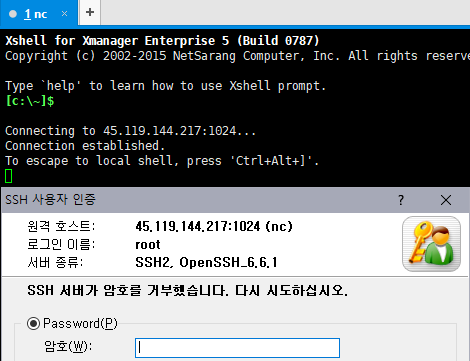 1 nc
Xshell for Xmanager Enterprise 5 (Build 0787)
Copyright (c) 2002-2015 NetSarang Computer, Inc. All rights reserve
Type `help' to learn how to use Xshell prompt.
[c:\~]$
Connecting to 45.119.144.217:1024...
Connection established.
To escape to local shell, press 'Ctrl+Alt+]'.
SSH 사용자 인증
원격 호스트: 45.119.144.217:1024 (nc)
로그인 이름: root
서버 종류: SSH2, OpenSSH_6.6.1
SSH 서버가 암호를 거부했습니다. 다시 시도하십시오.
Password(P)
암호(W):